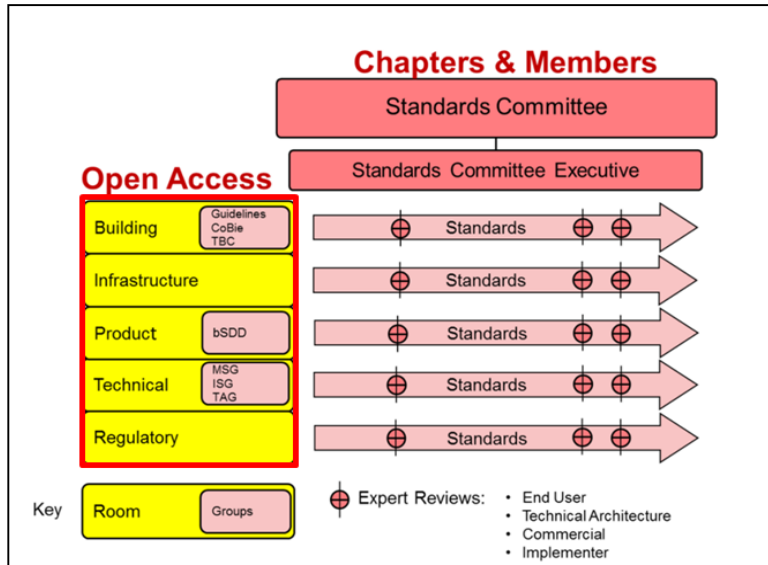 Chapters & Members
Standards Committee
Standards Committee Executive
Open Access
Building
Guidelines
CoBie
TBC
Standards
Infrastructure
Standards
Product
bSDD
Standards
Technical
MSG
ISG
TAG
Standards
Regulatory
Standards
Key
Room
Groups
Expert Reviews:
• End User
• Technical Architecture
• Commercial
• Implementer